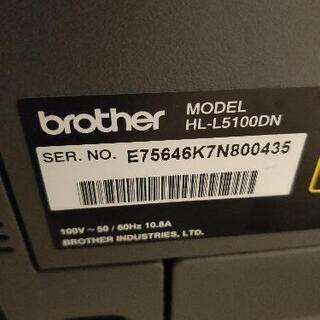 brother
MODEL
HL-L5100DN
SER. NO. E75646K7N800435
100V ~ 50 / 60Hz 10.8A
BROTHER INDUSTRIES, LTD.